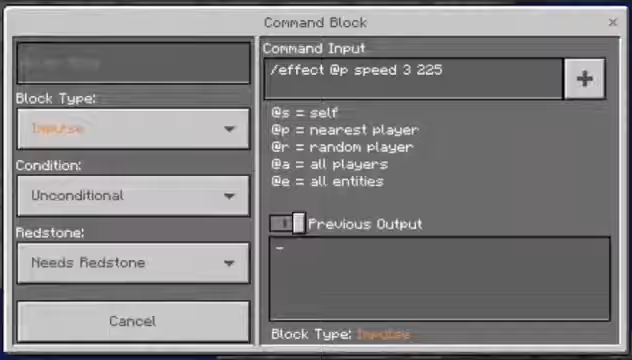 Command Block
×
Block Type:
Impulse
Condition:
Unconditional
Redstone:
Needs Redstone
Cancel
Command Input
/effect @p speed 3 225
+
@s = self
@p = nearest player
@r = random player
@a = all players
@e = all entities
Previous Output
-
Block Type: Impulse